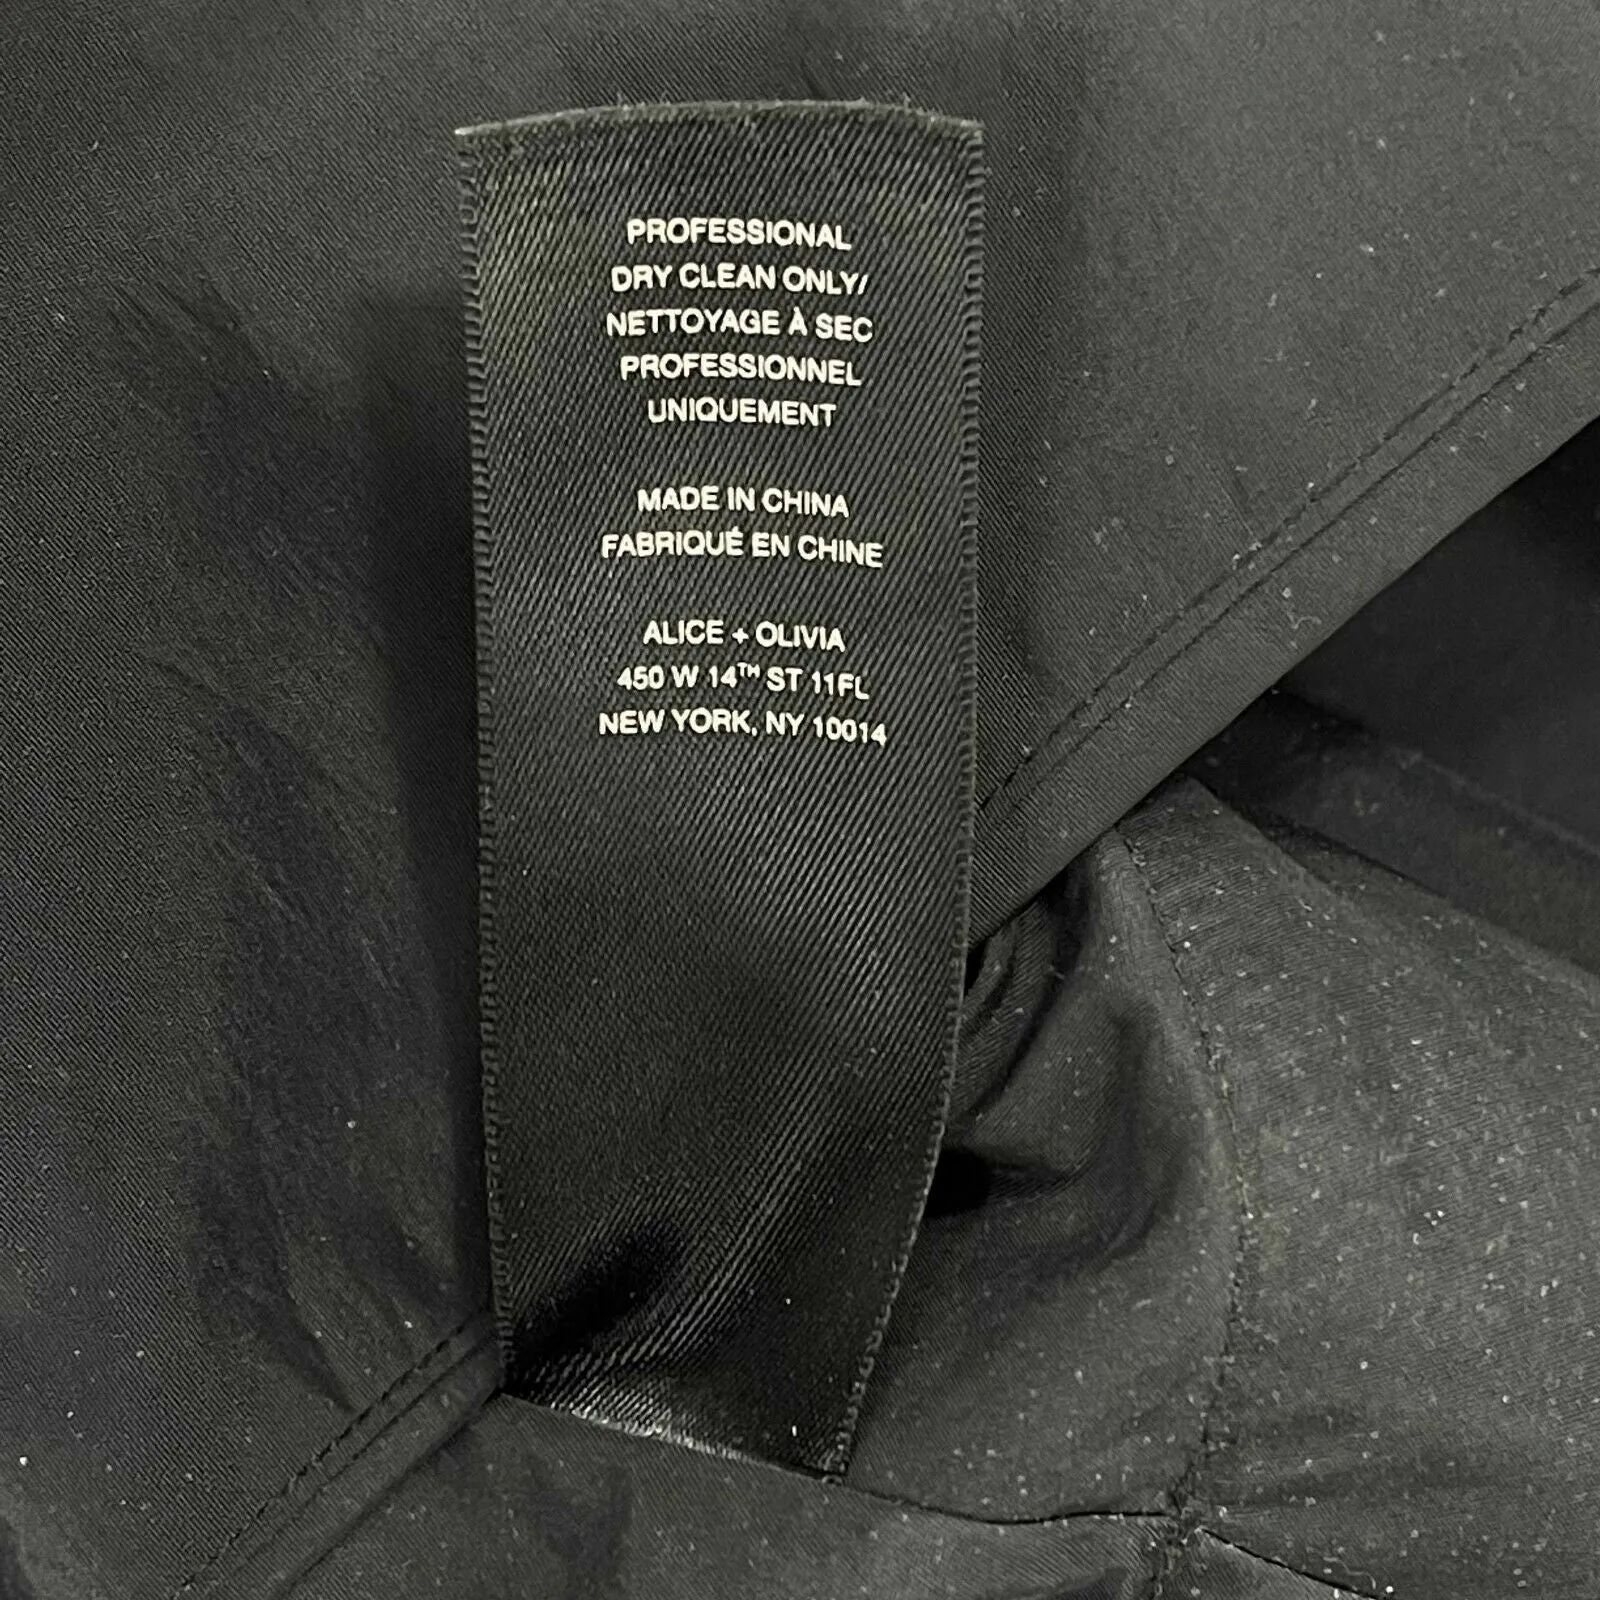 PROFESSIONAL
DRY CLEAN ONLY/
NETTOYAGE À SEC
PROFESSIONNEL
UNIQUEMENT
MADE IN CHINA
FABRIQUÉ EN CHINE
ALICE + OLIVIA
450 W 14TH ST 11FL
NEW YORK, NY 10014